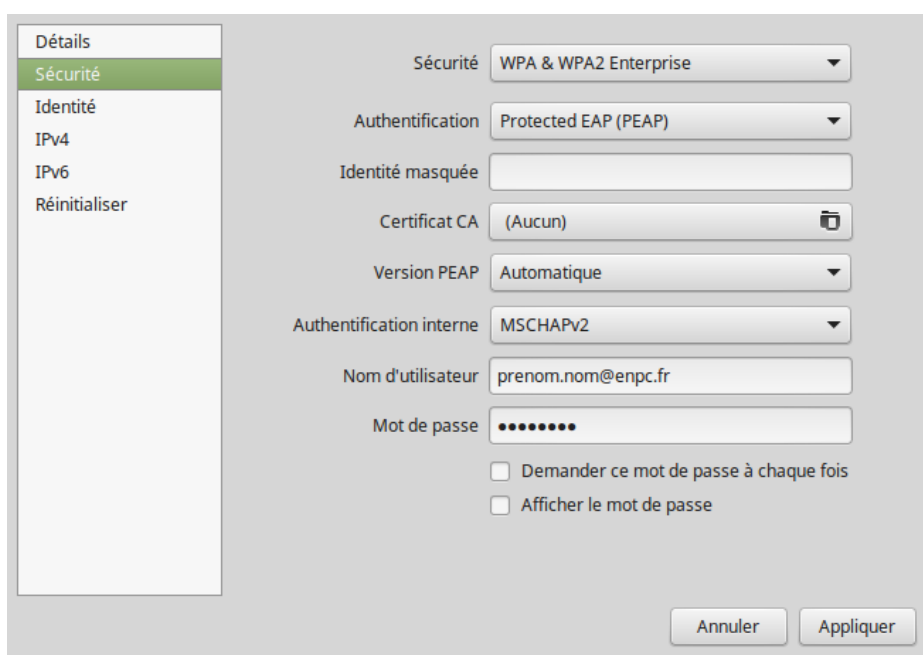 Détails
Sécurité
Identité
IPv4
IPv6
Réinitialiser
Sécurité WPA & WPA2 Enterprise
Authentification Protected EAP (PEAP)
Identité masquée
Certificat CA (Aucun)
Version PEAP Automatique
Authentification interne MSCHAPv2
Nom d'utilisateur prenom.nom@enpc.fr
Mot de passe ●●●●●●●●
Demander ce mot de passe à chaque fois
Afficher le mot de passe
Annuler Appliquer